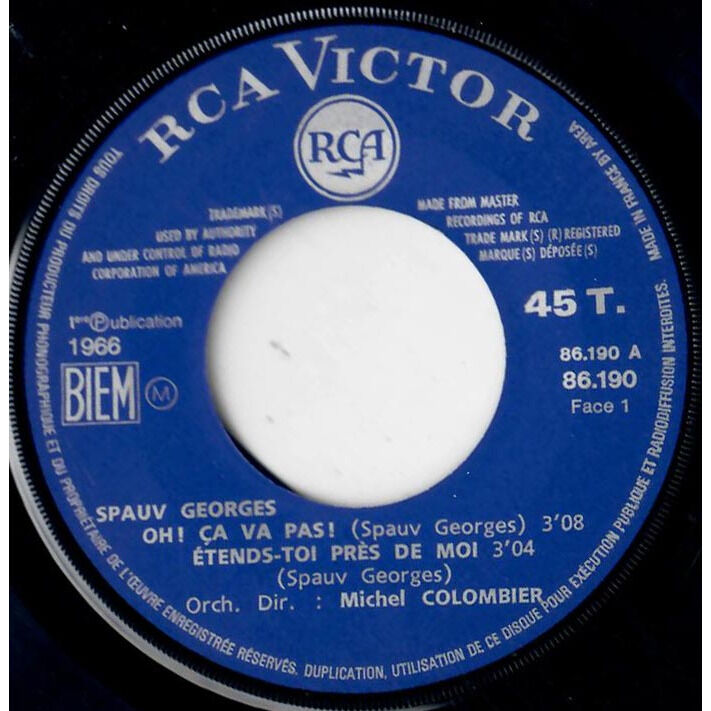 RCA VICTOR
RCA
TRADEMARK (S)
USED BY AUTHORITY
AND UNDER CONTROL OF RADIO
CORPORATION OF AMERICA
MADE FROM MASTER
RECORDINGS OF RCA
TRADE MARK (S) (R) REGISTERED
MARQUE (S) DÉPOSÉE (S)
45 T.
1ère Ⓟublication
1966
BIEM
M
86.190 A
86.190
Face 1
SPAUV GEORGES
OH! ÇA VA PAS! (Spauv Georges) 3'08
ÉTENDS-TOI PRÈS DE MOI 3'04
(Spauv Georges)
Orch. Dir. : Michel COLOMBIER
TOUS DROITS DU PRODUCTEUR PHONOGRAPHIQUE ET DU PROPRIÉTAIRE DE L'ŒUVRE ENREGISTRÉE RÉSERVÉS. DUPLICATION, UTILISATION DE CE DISQUE POUR EXÉCUTION PUBLIQUE ET RADIODIFFUSION INTERDITES. MADE IN FRANCE BY AREA